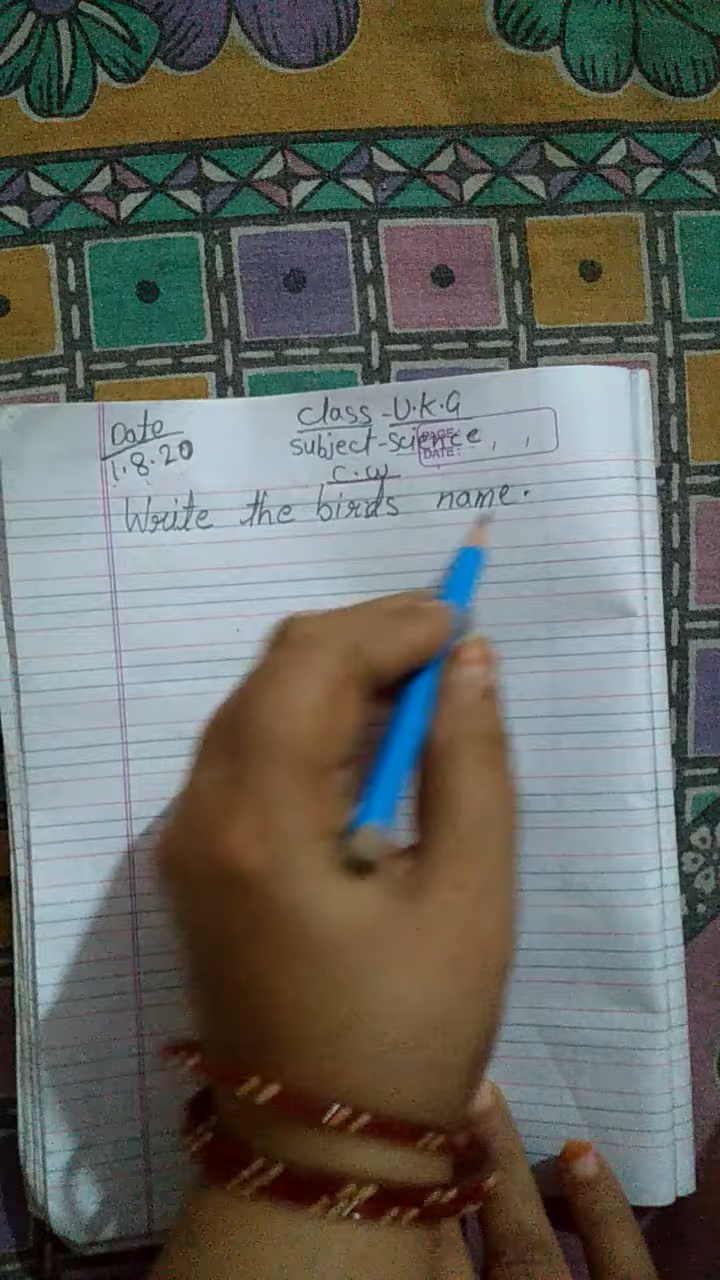 Class - U.K.G
Date
subject - science
PAGE:
DATE:
1.8.20
C.W
Write the birds name.